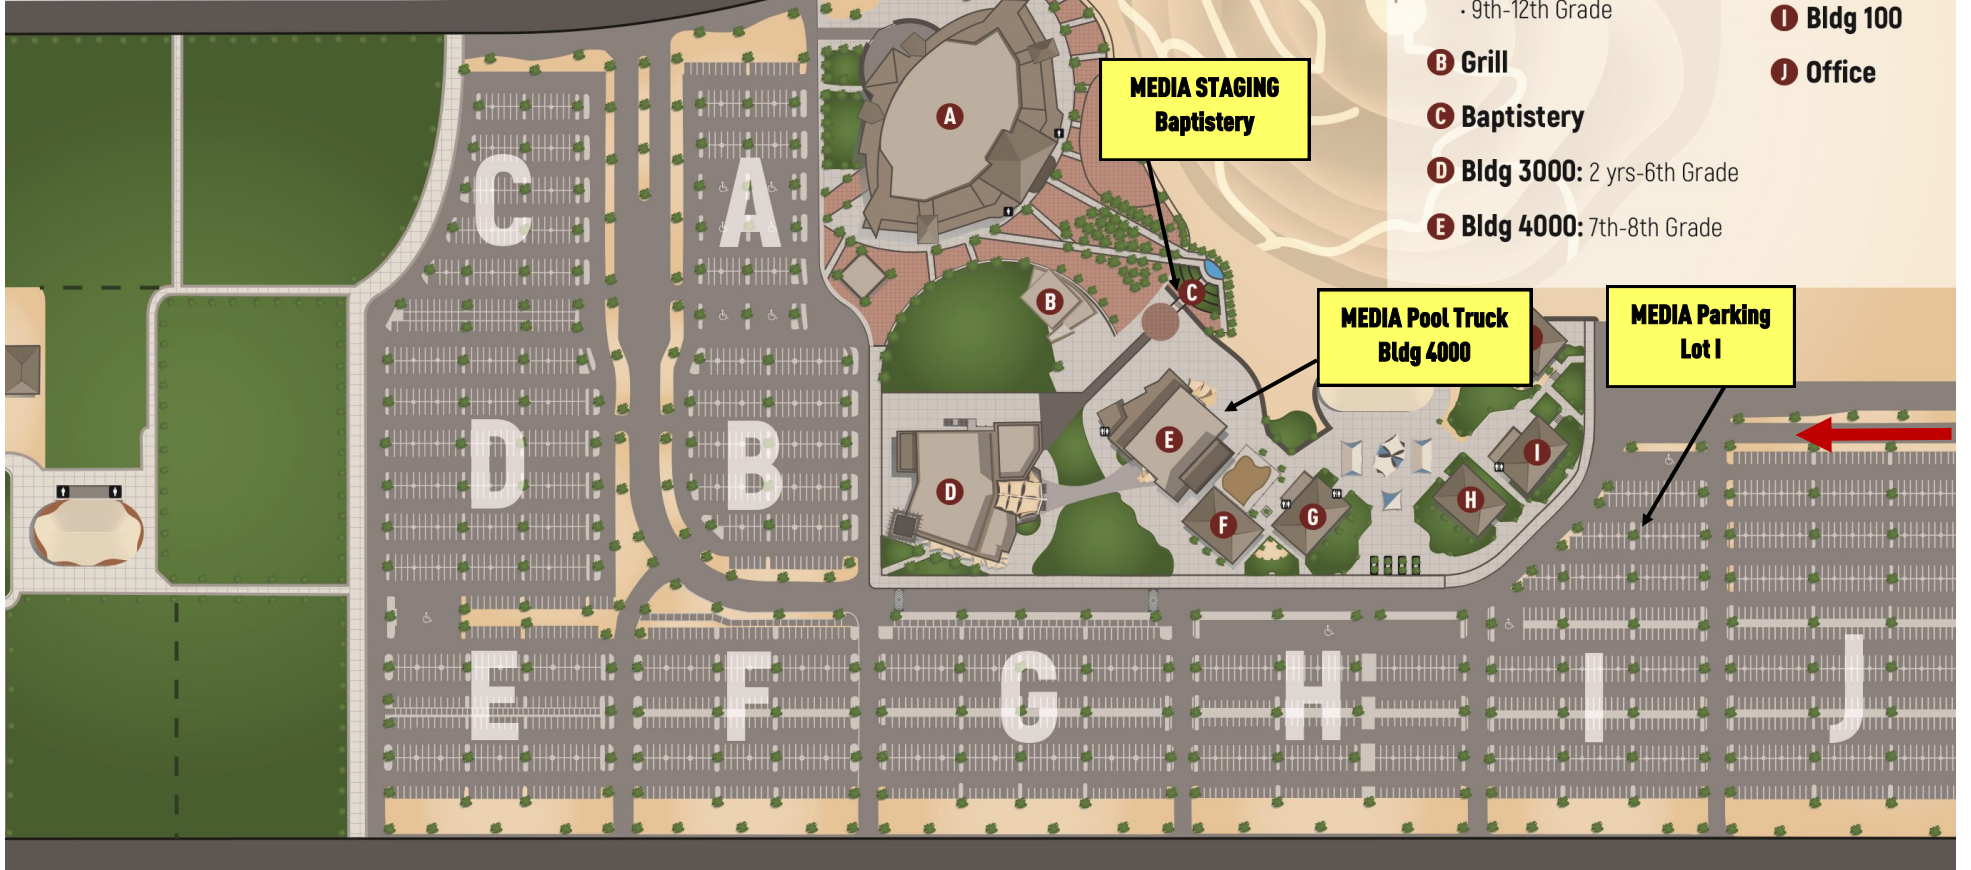 · 9th-12th Grade
B Grill
C Baptistery
D Bldg 3000: 2 yrs-6th Grade
E Bldg 4000: 7th-8th Grade
I Bldg 100
J Office
MEDIA STAGING
Baptistery
MEDIA Pool Truck
Bldg 4000
MEDIA Parking
Lot I
A
B
C
D
E
F
G
H
I
C
A
D
B
E
F
G
H
I
J